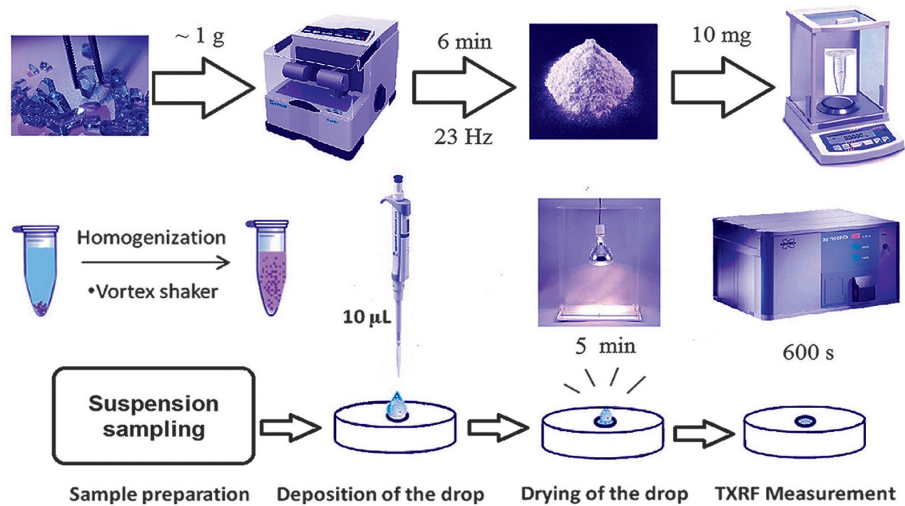 ~ 1 g
6 min
23 Hz
10 mg
Homogenization
•Vortex shaker
10 µL
5 min
600 s
Suspension
sampling
Sample preparation
Deposition of the drop
Drying of the drop
TXRF Measurement